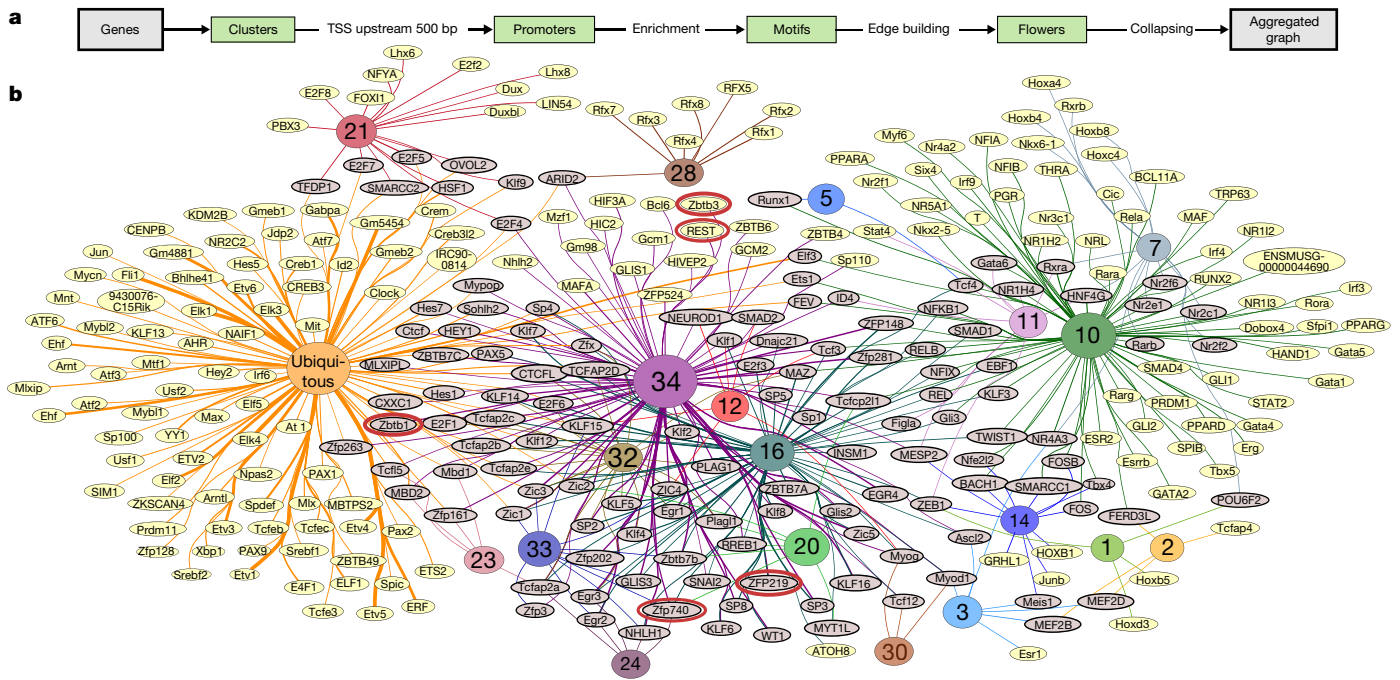 a
Genes
Clusters
TSS upstream 500 bp
Promoters
Enrichment
Motifs
Edge building
Flowers
Collapsing
Aggregated
graph
b
Lhx6
NFYA
E2f2
Lhx8
E2F8
FOXI1
Dux
LIN54
Duxbl
PBX3
21
E2F7
E2F5
OVOL2
TFDP1
SMARCC2
HSF1
Klf9
E2F4
ARID2
Rfx7
Rfx3
Rfx8
RFX5
Rfx2
Rfx4
Rfx1
28
HIF3A
Bcl6
Zbtb3
Mzf1
HIC2
REST
ZBTB6
Gm98
Gcm1
GCM2
Nhlh2
GLIS1
HIVEP2
MAFA
ZFP524
Runx1
5
Stat4
ZBTB4
Elf3
Sp110
Ets1
FEV
ID4
KDM2B
Gmeb1
Gabpa
Crem
CENPB
NR2C2
Jdp2
Gm5454
Creb3l2
Jun
Gm4881
Hes5
Atf7
Gmeb2
IRC90-
0814
Mycn
Fli1
Bhlhe41
Creb1
Id2
Mnt
9430076-
C15Rik
Etv6
CREB3
Clock
ATF6
Mybl2
KLF13
Elk1
Elk3
NAIF1
Mit
Ehf
Arnt
Mtf1
AHR
Mlxip
Atf3
Hey2
Irf6
Ubiqui-
tous
Ehf
Atf2
Usf2
Elf5
Mybl1
Max
At 1
Sp100
YY1
Elk4
Usf1
ETV2
Npas2
PAX1
SIM1
Elf2
Arntl
MBTPS2
ZKSCAN4
Spdef
Mlx
Prdm11
Etv3
Tcfeb
Tcfec
Etv4
Pax2
Zfp128
Xbp1
PAX9
Srebf1
ZBTB49
ETS2
Srebf2
Etv1
E4F1
ELF1
Spic
Tcfe3
Etv5
ERF
Mypop
Hes7
Sohlh2
Sp4
Ctcf
HEY1
Klf7
MLXIPL
ZBTB7C
PAX5
Zfx
CTCFL
TCFAP2D
34
CXXC1
Hes1
KLF14
E2F6
Zbtb1
E2F1
Tcfap2c
KLF15
Zfp263
Tcfap2b
Klf12
32
Tcfl5
Mbd1
Tcfap2e
MBD2
Zic3
Zic2
Zfp161
Zic1
KLF5
23
33
SP2
Klf4
Zfp202
Tcfap2a
GLIS3
Zfp3
Egr3
Egr2
NHLH1
24
NEUROD1
SMAD2
Klf1
Dnajc21
E2f3
Tcf3
MAZ
12
SP5
Klf2
Sp1
16
PLAG1
INSM1
ZIC4
ZBTB7A
Egr1
Plagl1
Klf8
Glis2
RREB1
Zic5
Zbtb7b
20
SNAI2
ZFP219
KLF16
Zfp740
SP8
SP3
KLF6
WT1
MYT1L
ATOH8
Myog
Tcf12
30
Myod1
ZFP148
Zfp281
NFKB1
RELB
SMAD1
NFIX
EBF1
Tcfcp2l1
REL
KLF3
Figla
Gli3
MESP2
EGR4
ZEB1
Ascl2
Tcf4
Gata6
NR1H4
11
TWIST1
NR4A3
Nfe2l2
FOSB
BACH1
SMARCC1
Tbx4
14
FOS
FERD3L
GRHL1
HOXB1
Junb
Meis1
3
MEF2D
MEF2B
Esr1
1
2
Tcfap4
Hoxb5
Hoxd3
POU6F2
Hoxa4
Rxrb
Hoxb4
Hoxb8
Nkx6-1
Hoxc4
Myf6
NFIA
Nr4a2
NFIB
THRA
BCL11A
PPARA
Six4
Irf9
Nr2f1
PGR
Cic
TRP63
NR5A1
T
Nr3c1
Rela
MAF
Nkx2-5
NR1H2
NRL
7
NR1I2
Rxra
Rara
Irf4
ENSMUSG-
00000044690
HNF4G
Nr2f6
RUNX2
Nr2e1
Nr2c1
Irf3
NR1I3
Rora
10
Dobox4
Sfpi1
PPARG
Rarb
Nr2f2
HAND1
Gata5
SMAD4
GLI1
Gata1
Rarg
PRDM1
STAT2
GLI2
PPARD
Gata4
ESR2
SPIB
Erg
Esrrb
Tbx5
GATA2